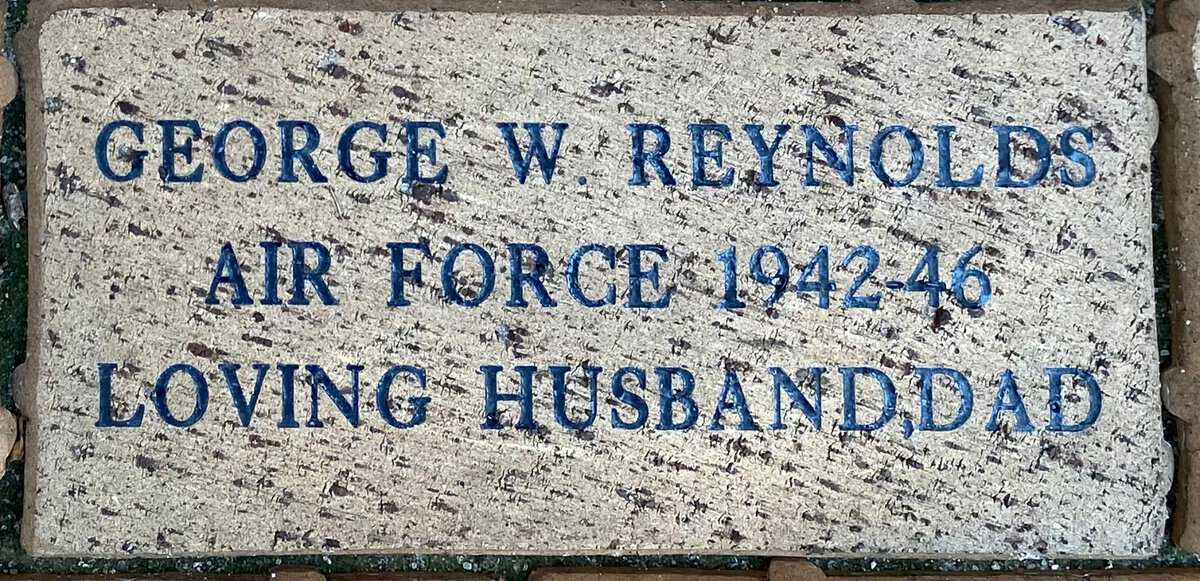 GEORGE W. REYNOLDS
AIR FORCE 1942-46
LOVING HUSBAND,DAD